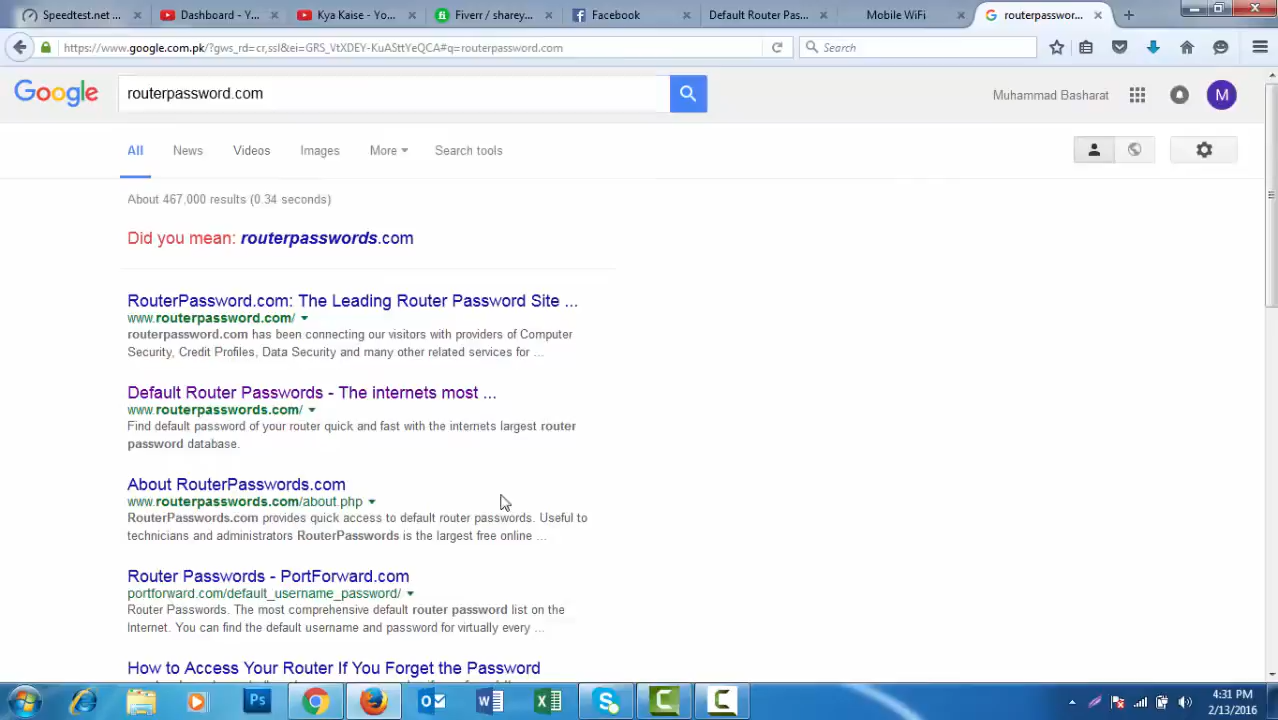 Speedtest.net ...
Dashboard - Y...
Kya Kaise - Yo...
Fiverr / sharey...
Facebook
Default Router Pas...
Mobile WiFi
routerpasswor...
https://www.google.com.pk/?gws_rd=cr,ssl&ei=GRS_VtXDEY-KuASttYeQCA#q=routerpassword.com
Search
Google
routerpassword.com
Muhammad Basharat
M
All
News
Videos
Images
More
Search tools
About 467,000 results (0.34 seconds)
Did you mean: routerpasswords.com
RouterPassword.com: The Leading Router Password Site ...
www.routerpassword.com/
routerpassword.com has been connecting our visitors with providers of Computer
Security, Credit Profiles, Data Security and many other related services for ...
Default Router Passwords - The internets most ...
www.routerpasswords.com/
Find default password of your router quick and fast with the internets largest router
password database.
About RouterPasswords.com
www.routerpasswords.com/about.php
RouterPasswords.com provides quick access to default router passwords. Useful to
technicians and administrators RouterPasswords is the largest free online ...
Router Passwords - PortForward.com
portforward.com/default_username_password/
Router Passwords. The most comprehensive default router password list on the
Internet. You can find the default username and password for virtually every ...
How to Access Your Router If You Forget the Password
4:31 PM
2/13/2016